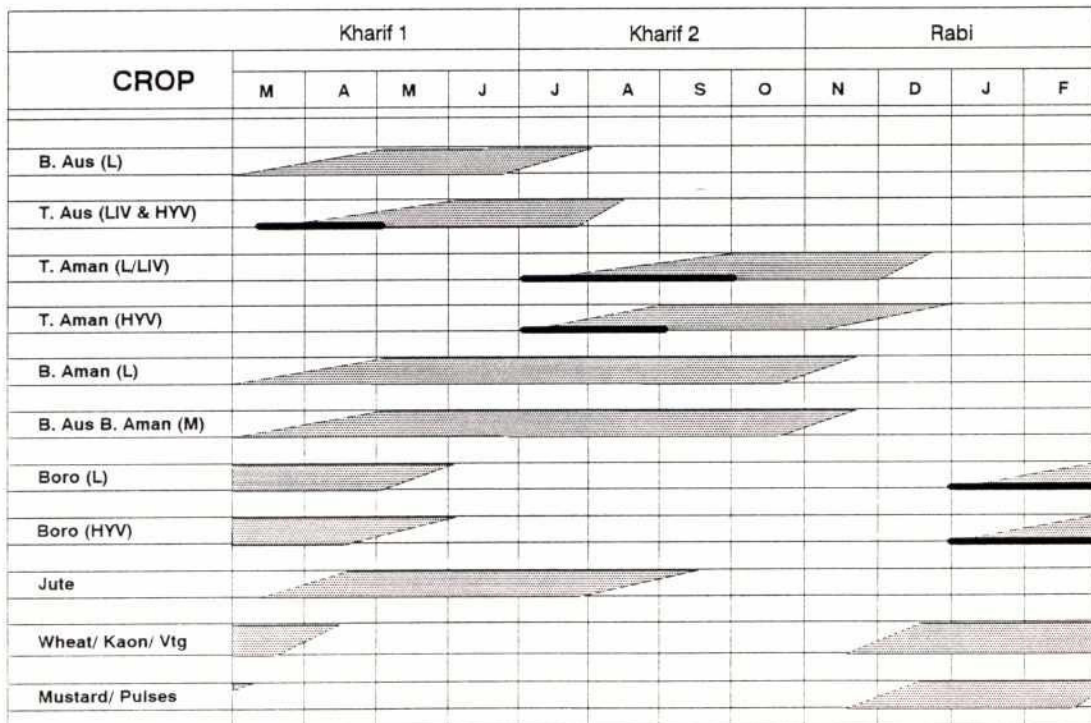 Kharif 1 Kharif 2 Rabi
CROP M A M J J A S O N D J F
B. Aus (L)
T. Aus (LIV & HYV)
T. Aman (L/LIV)
T. Aman (HYV)
B. Aman (L)
B. Aus B. Aman (M)
Boro (L)
Boro (HYV)
Jute
Wheat/ Kaon/ Vtg
Mustard/ Pulses